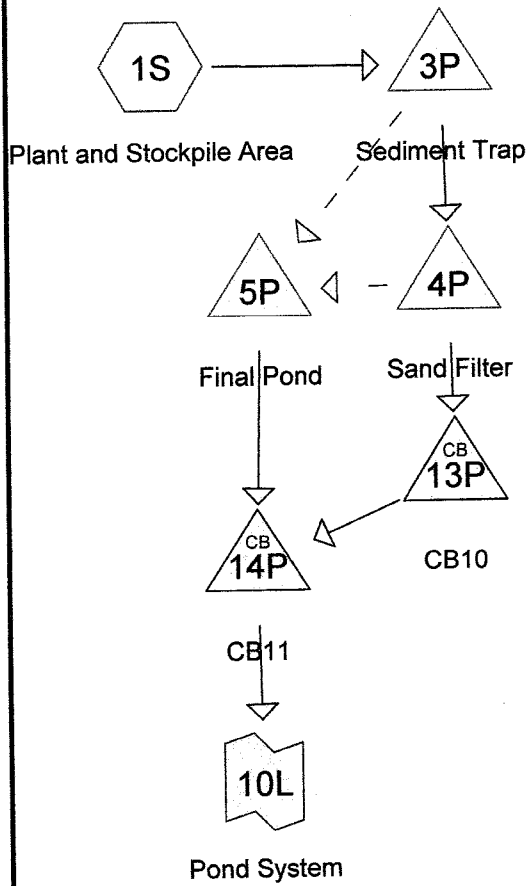 1S
3P
Plant and Stockpile Area
Sediment Trap
5P
4P
Final Pond
Sand Filter
CB
13P
CB10
CB
14P
CB11
10L
Pond System